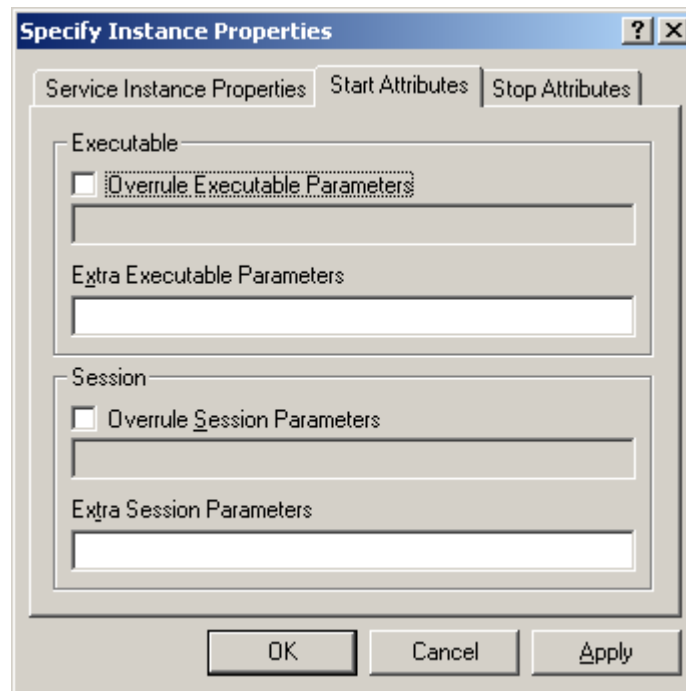 Specify Instance Properties
Service Instance Properties
Start Attributes
Stop Attributes
Executable
Overrule Executable Parameters
Extra Executable Parameters
Session
Overrule Session Parameters
Extra Session Parameters
OK
Cancel
Apply